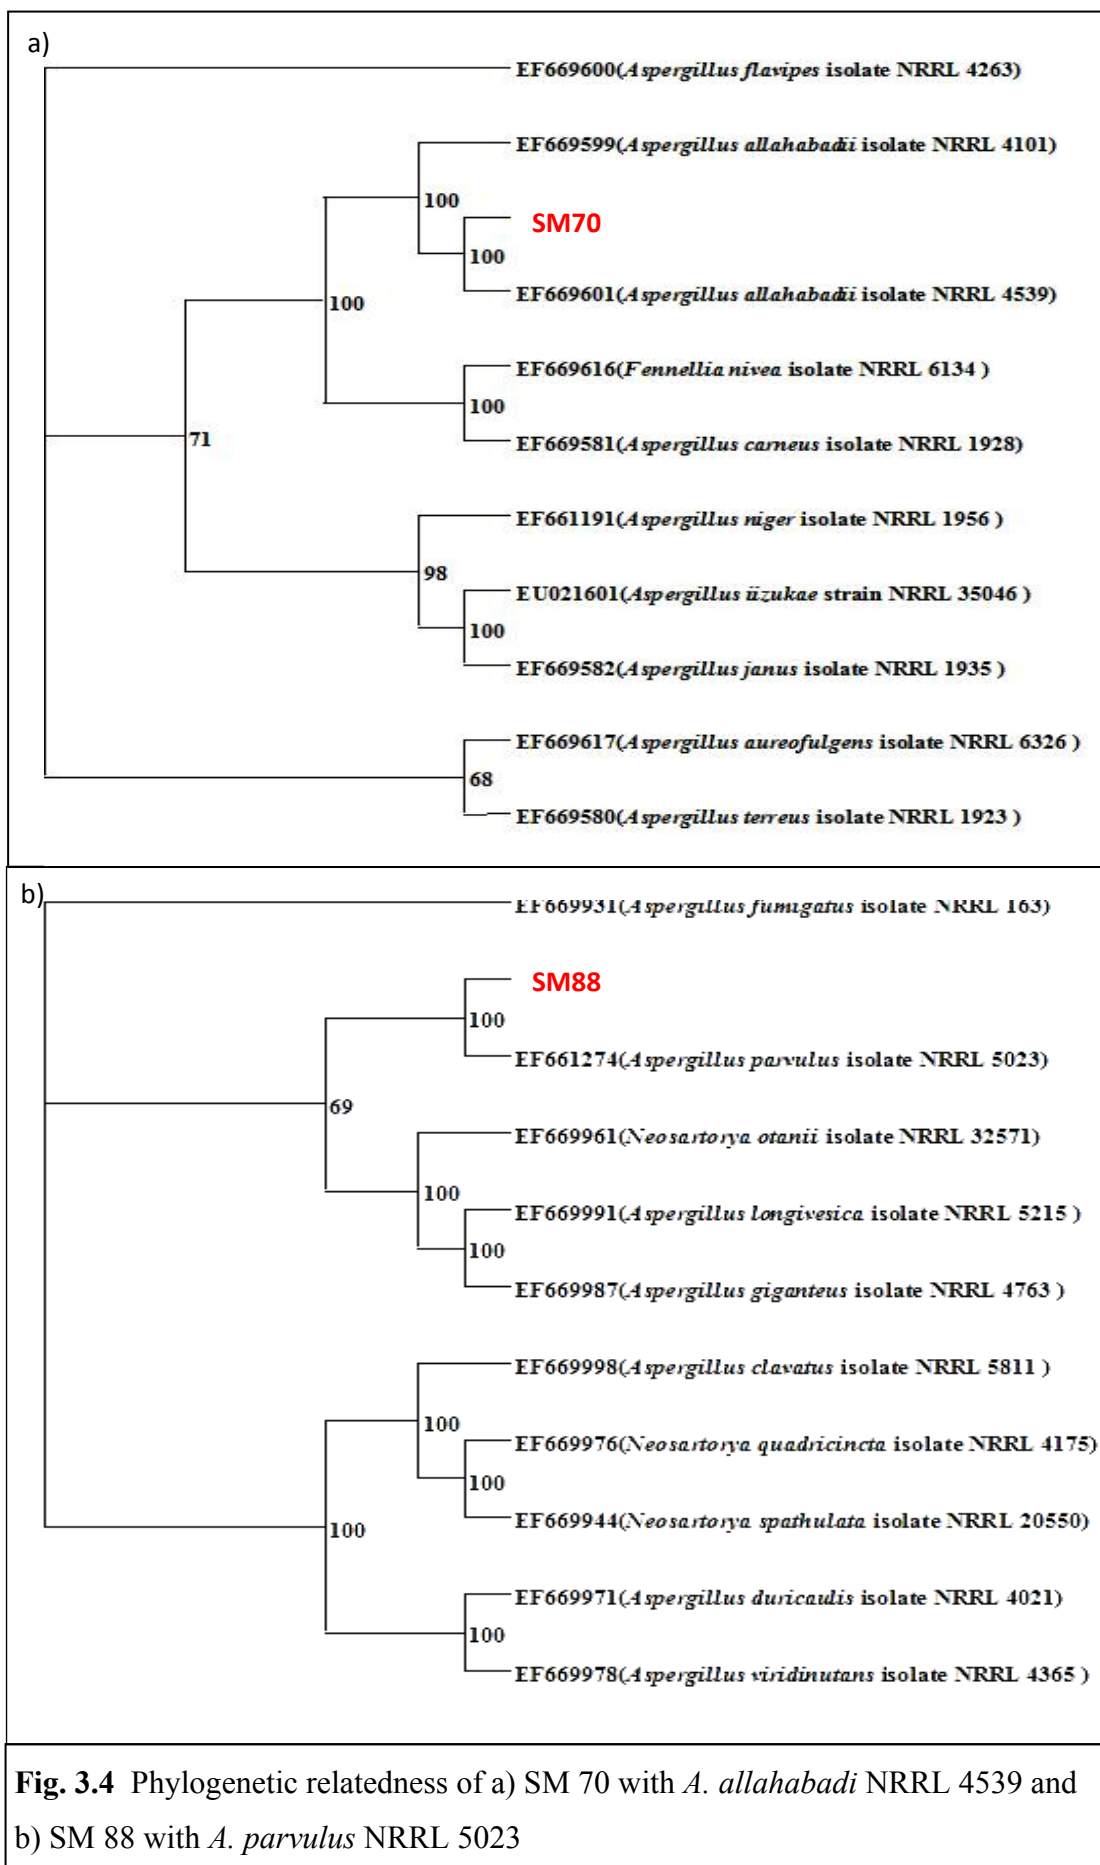 a)
EF669600(Aspergillus flavipes isolate NRRL 4263)
EF669599(Aspergillus allahabadii isolate NRRL 4101)
100
SM70
100
EF669601(Aspergillus allahabadii isolate NRRL 4539)
100
EF669616(Fennellia nivea isolate NRRL 6134 )
100
EF669581(Aspergillus carneus isolate NRRL 1928)
71
EF661191(Aspergillus niger isolate NRRL 1956 )
98
EU021601(Aspergillus iizukae strain NRRL 35046 )
100
EF669582(Aspergillus janus isolate NRRL 1935 )
EF669617(Aspergillus aureofulgens isolate NRRL 6326 )
68
EF669580(Aspergillus terreus isolate NRRL 1923 )
b)
EF669931(Aspergillus fumigatus isolate NRRL 163)
SM88
100
EF661274(Aspergillus parvulus isolate NRRL 5023)
69
EF669961(Neosartorya otanii isolate NRRL 32571)
100
EF669991(Aspergillus longivesica isolate NRRL 5215 )
100
EF669987(Aspergillus giganteus isolate NRRL 4763 )
EF669998(Aspergillus clavatus isolate NRRL 5811 )
100
EF669976(Neosartorya quadricincta isolate NRRL 4175)
100
EF669944(Neosartorya spathulata isolate NRRL 20550)
100
EF669971(Aspergillus duricaulis isolate NRRL 4021)
100
EF669978(Aspergillus viridinutans isolate NRRL 4365 )
Fig. 3.4 Phylogenetic relatedness of a) SM 70 with A. allahabadi NRRL 4539 and
b) SM 88 with A. parvulus NRRL 5023